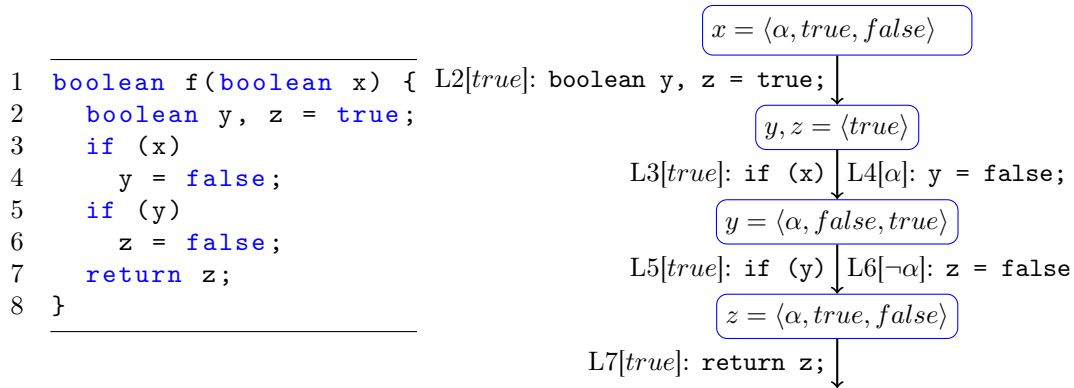 1 boolean f(boolean x) {
2 boolean y, z = true;
3 if (x)
4 y = false;
5 if (y)
6 z = false;
7 return z;
8 }
x = ⟨α, true, false⟩
L2[true]: boolean y, z = true;
y, z = ⟨true⟩
L3[true]: if (x) L4[α]: y = false;
y = ⟨α, false, true⟩
L5[true]: if (y) L6[¬α]: z = false
z = ⟨α, true, false⟩
L7[true]: return z;